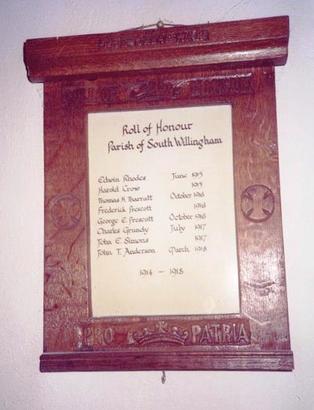 Roll of Honour
Parish of South Willingham
Edwin Rhodes June 1915
Harold Crow 1915
Thomas H. Tharratt October 1916
Frederick Prescott 1916
George E. Prescott October 1916
Charles Grundy July 1917
John E. Simons 1917
John T. Anderson March 1918
1914 — 1918
PRO PATRIA